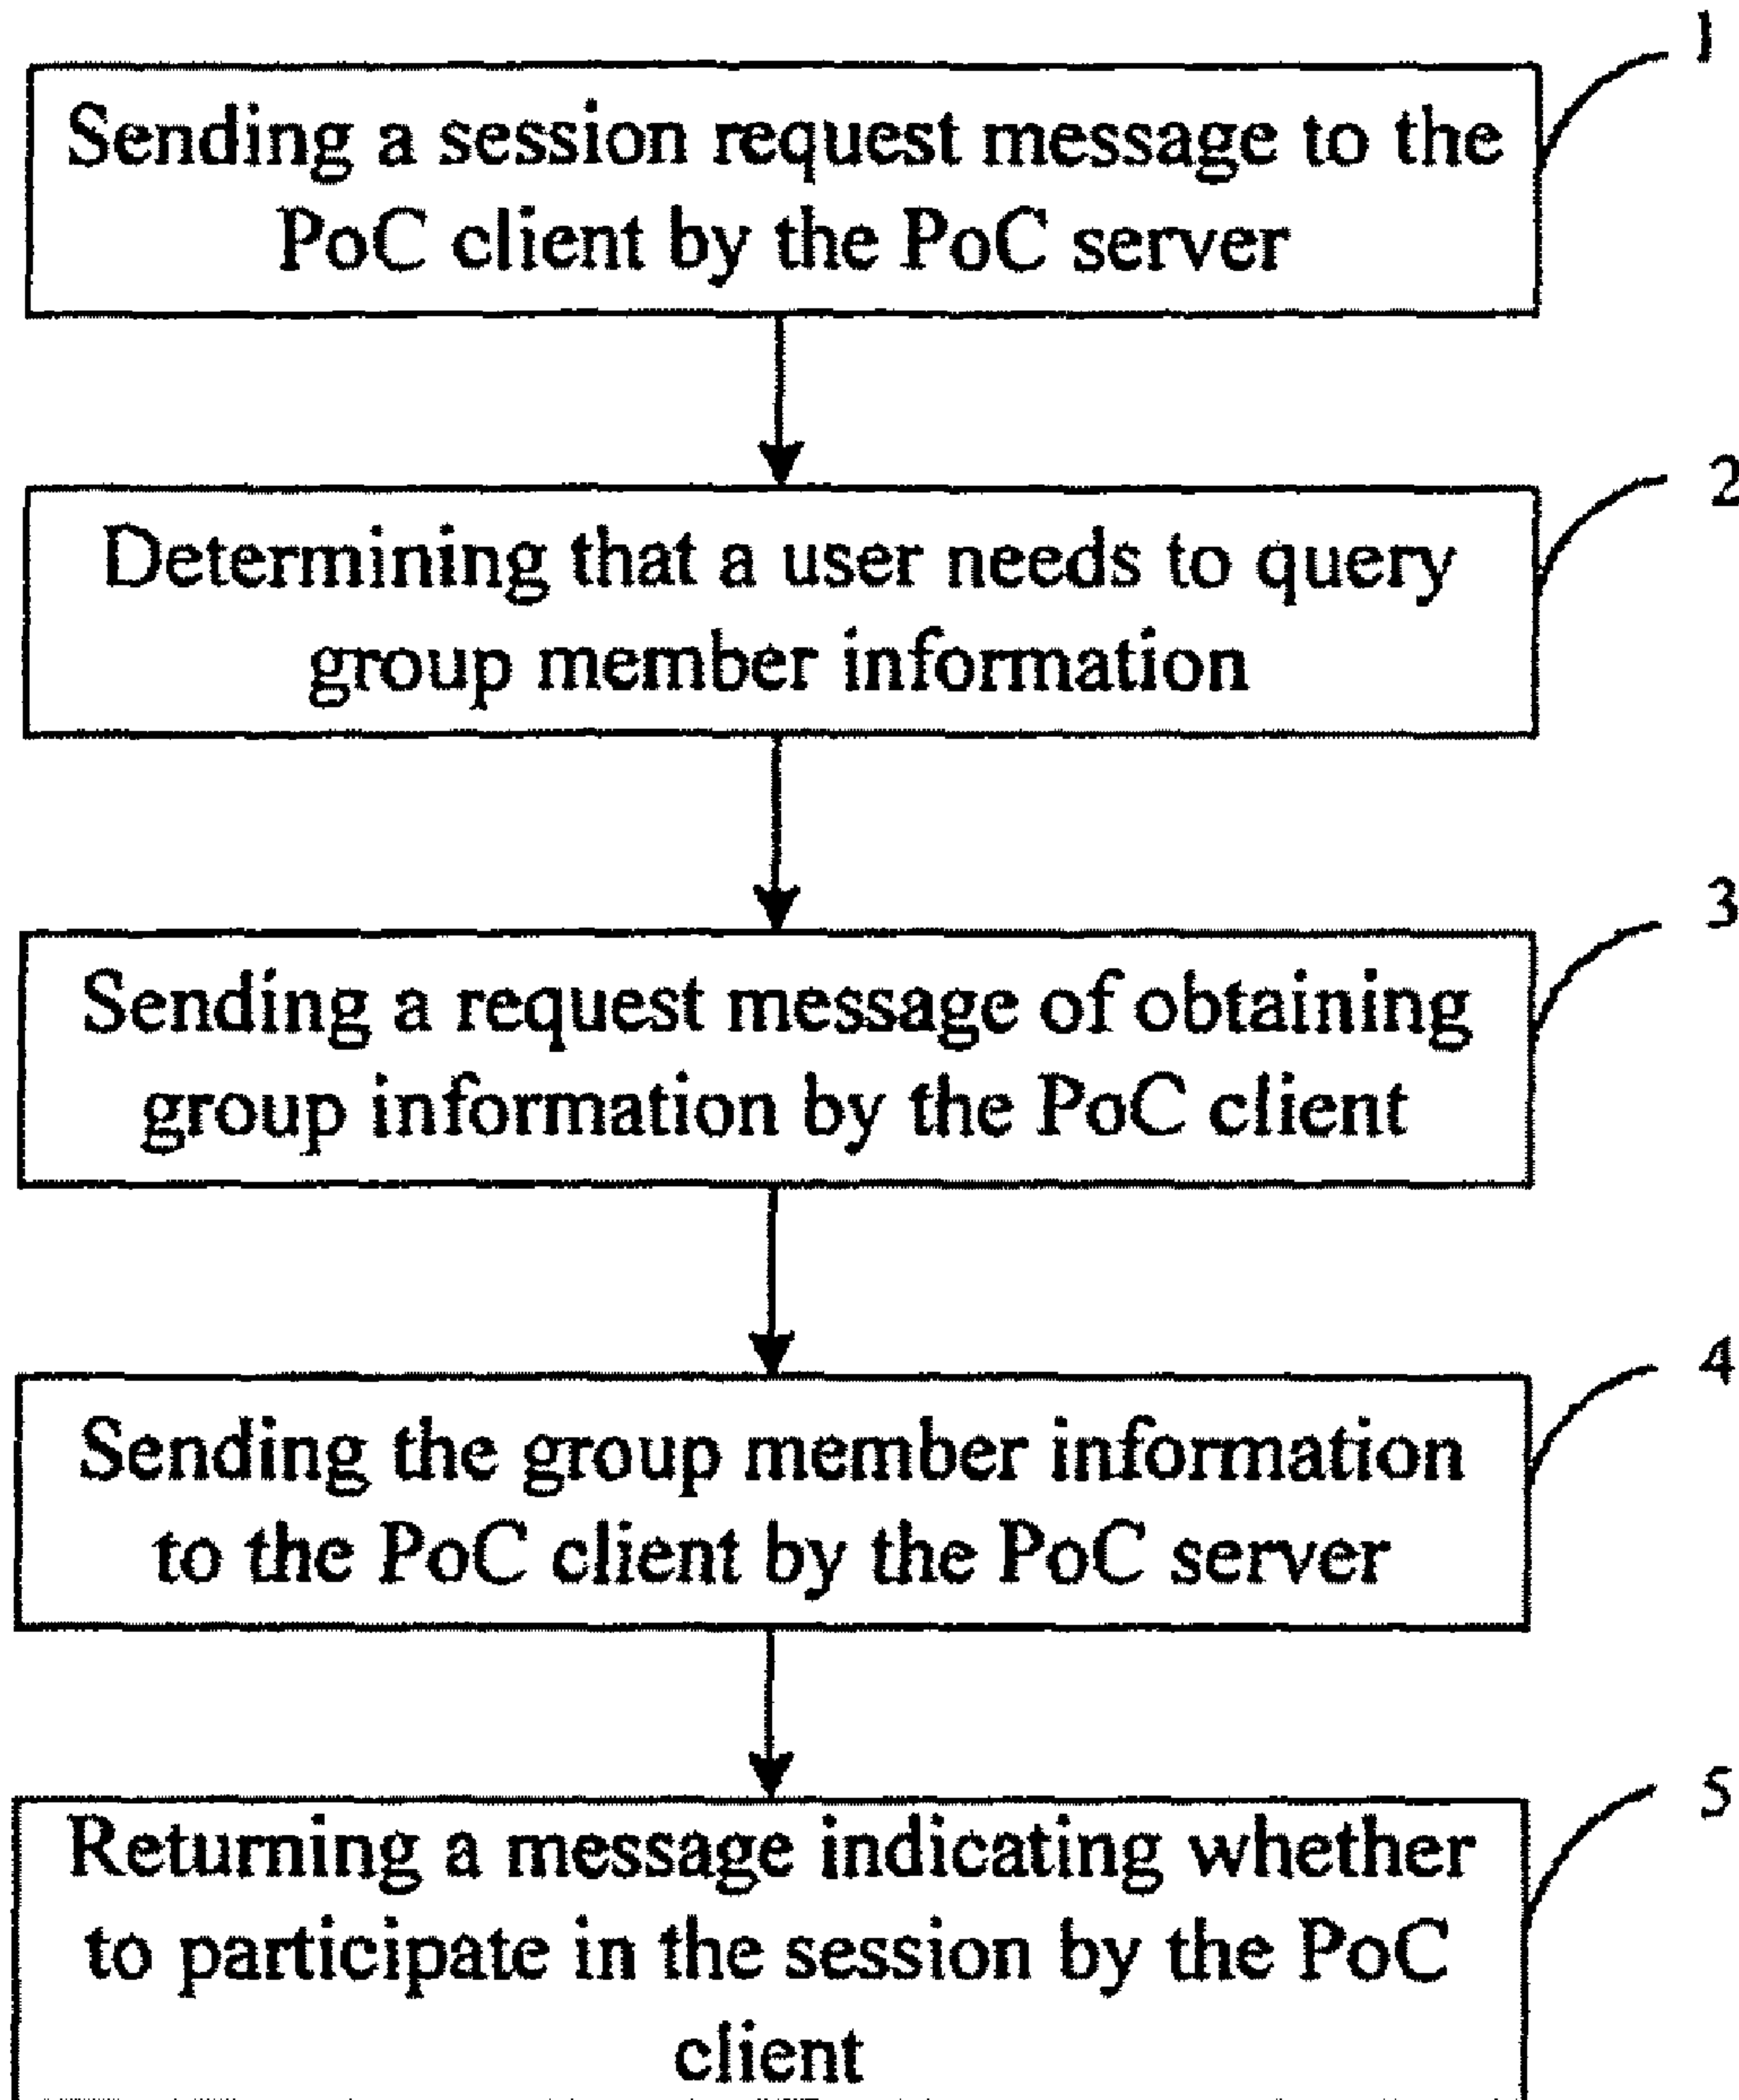 1
Sending a session request message to the
PoC client by the PoC server
2
Determining that a user needs to query
group member information
3
Sending a request message of obtaining
group information by the PoC client
4
Sending the group member information
to the PoC client by the PoC server
5
Returning a message indicating whether
to participate in the session by the PoC
client